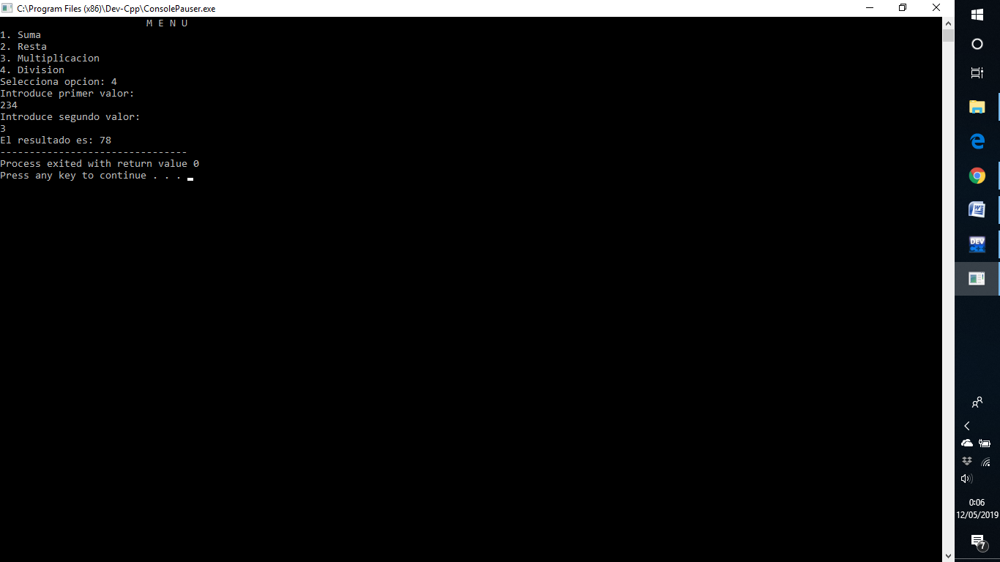 C:\Program Files (x86)\Dev-Cpp\ConsolePauser.exe
M E N U
1. Suma
2. Resta
3. Multiplicacion
4. Division
Selecciona opcion: 4
Introduce primer valor:
234
Introduce segundo valor:
3
El resultado es: 78
--------------------------------
Process exited with return value 0
Press any key to continue . . .
DEV
0:06
12/05/2019
7